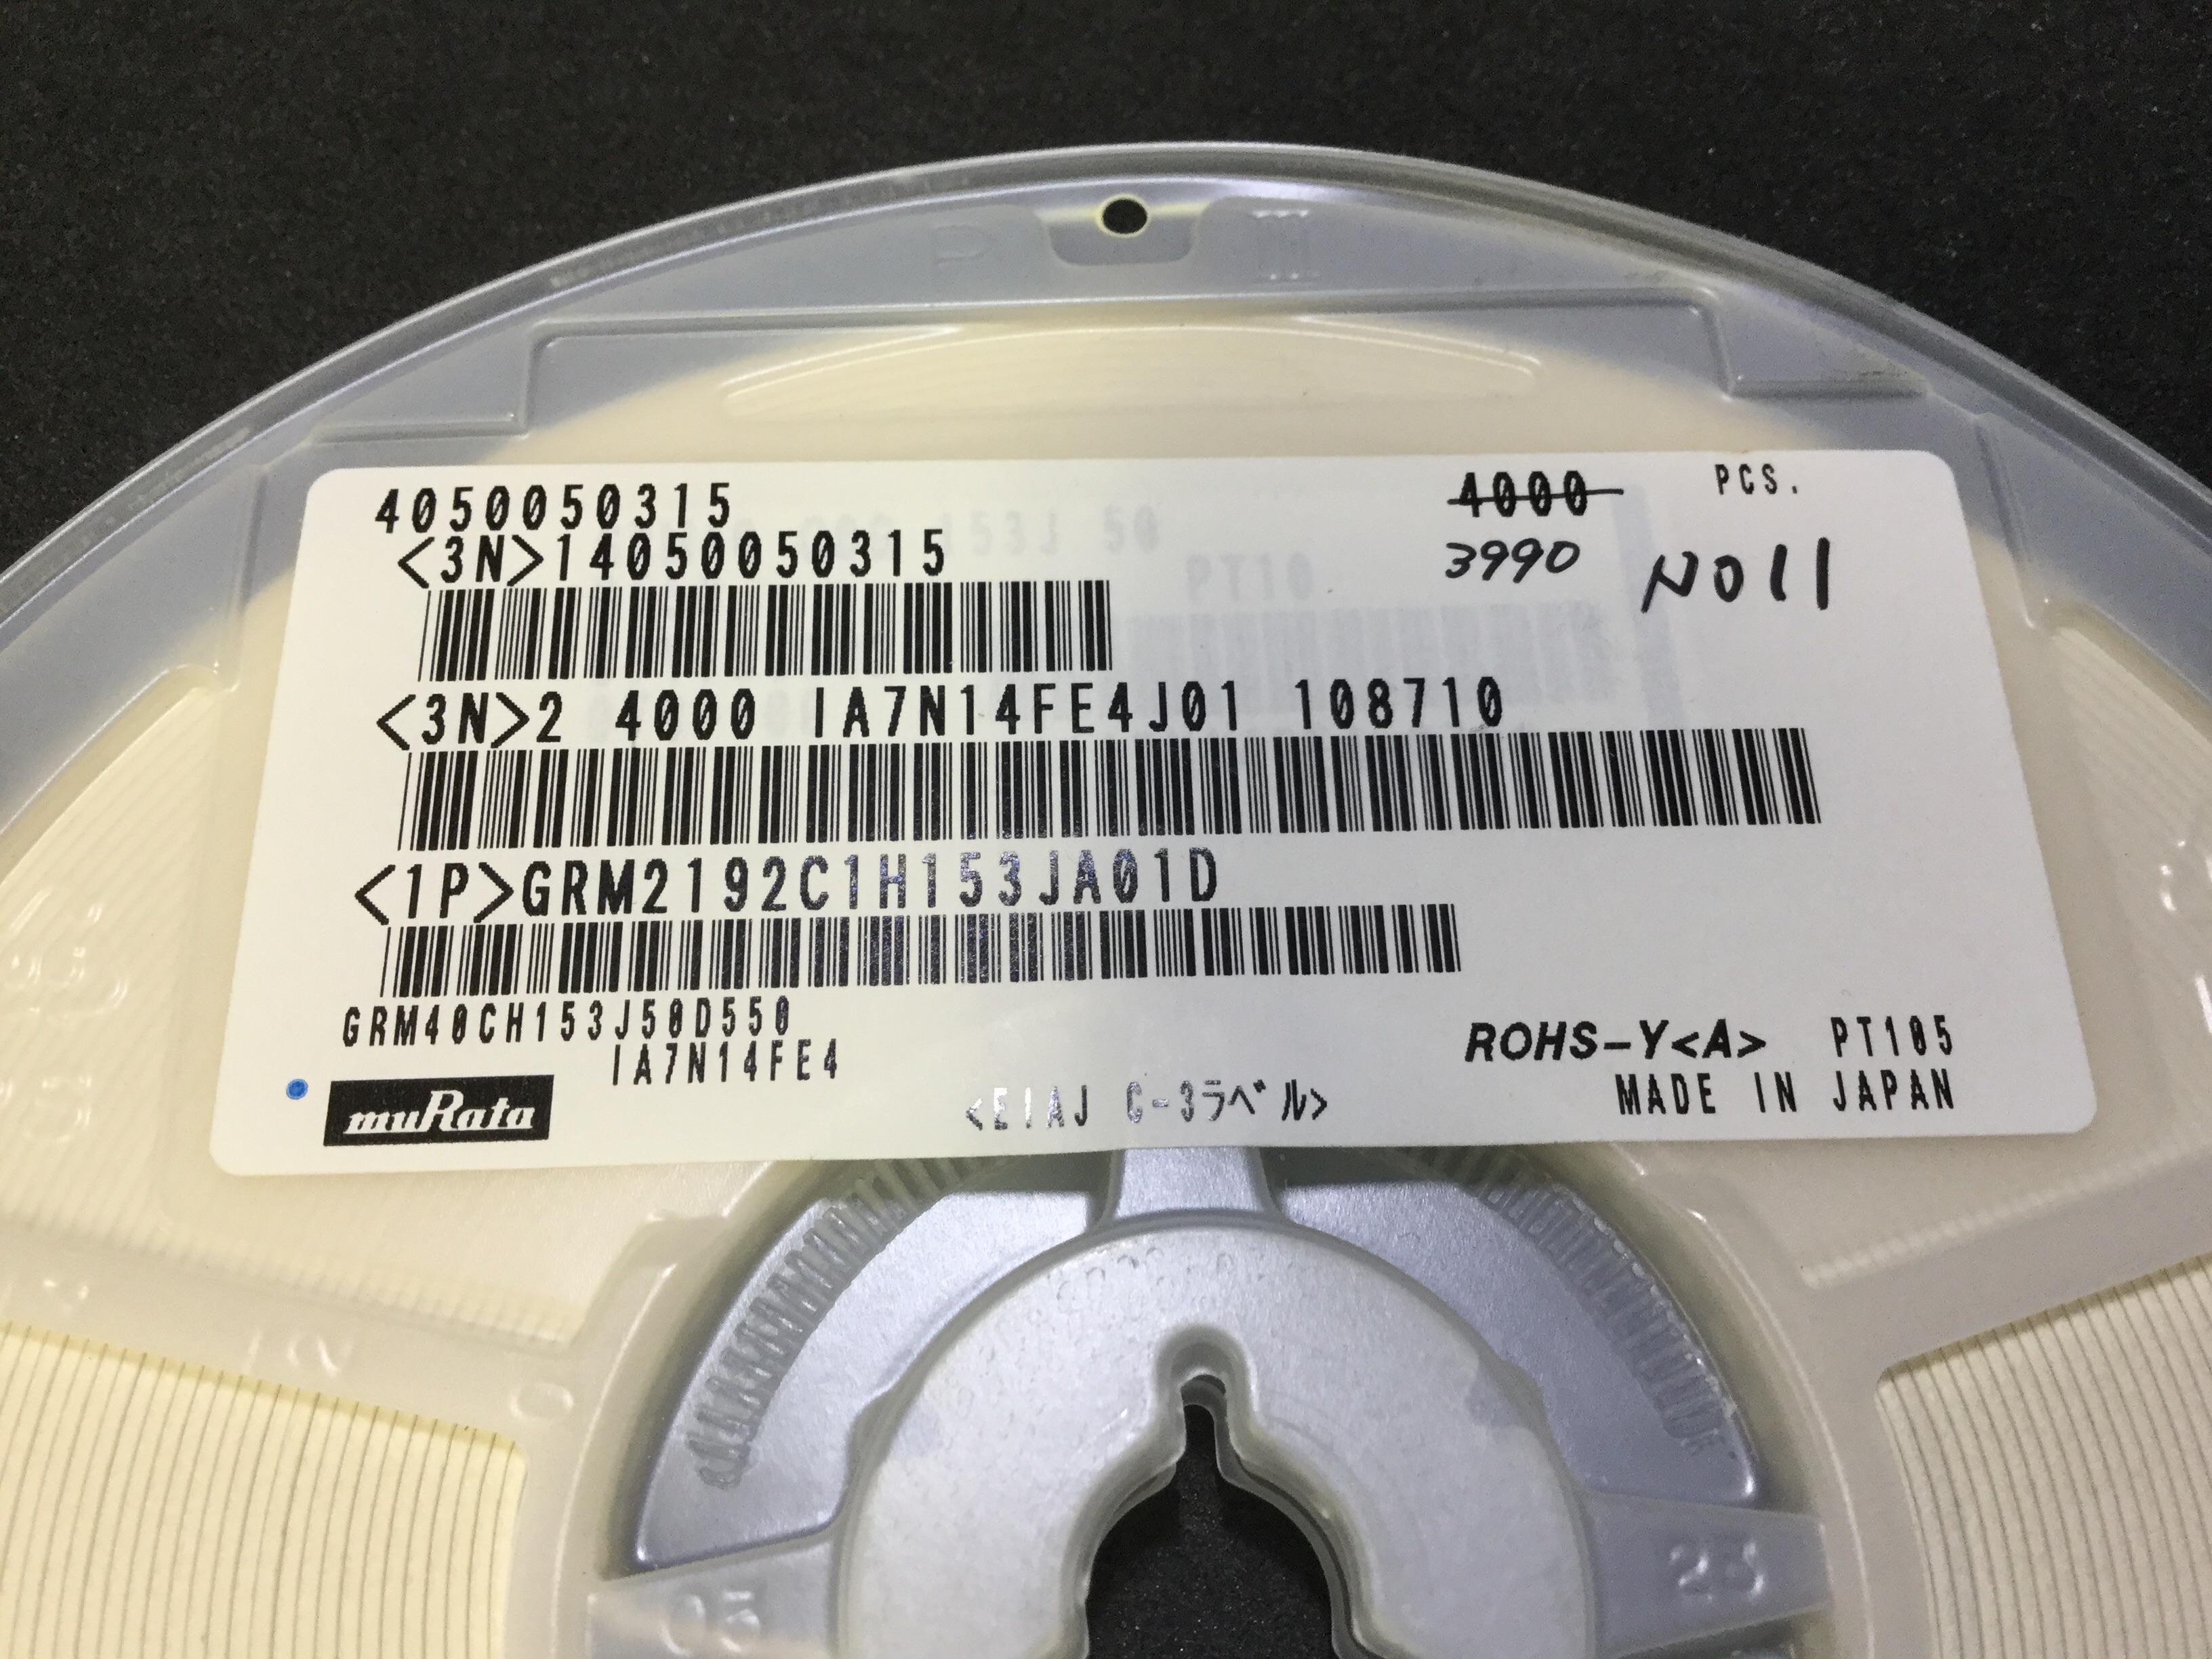 4050050315
4000 PCS.
<3N>14050050315
3990 N011
<3N>2 4000 IA7N14FE4J01 108710
<1P>GRM2192C1H153JA01D
GRM40CH153J50D550
IA7N14FE4
ROHS-Y<A> PT105
muRata
<EIAJ C-3ラベル>
MADE IN JAPAN